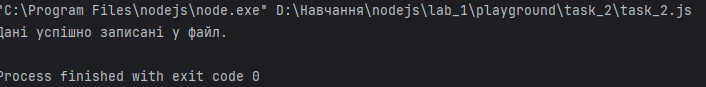 "C:\Program Files\nodejs\node.exe" D:\Навчання\nodejs\lab_1\playground\task_2\task_2.js
Дані успішно записані у файл.
Process finished with exit code 0